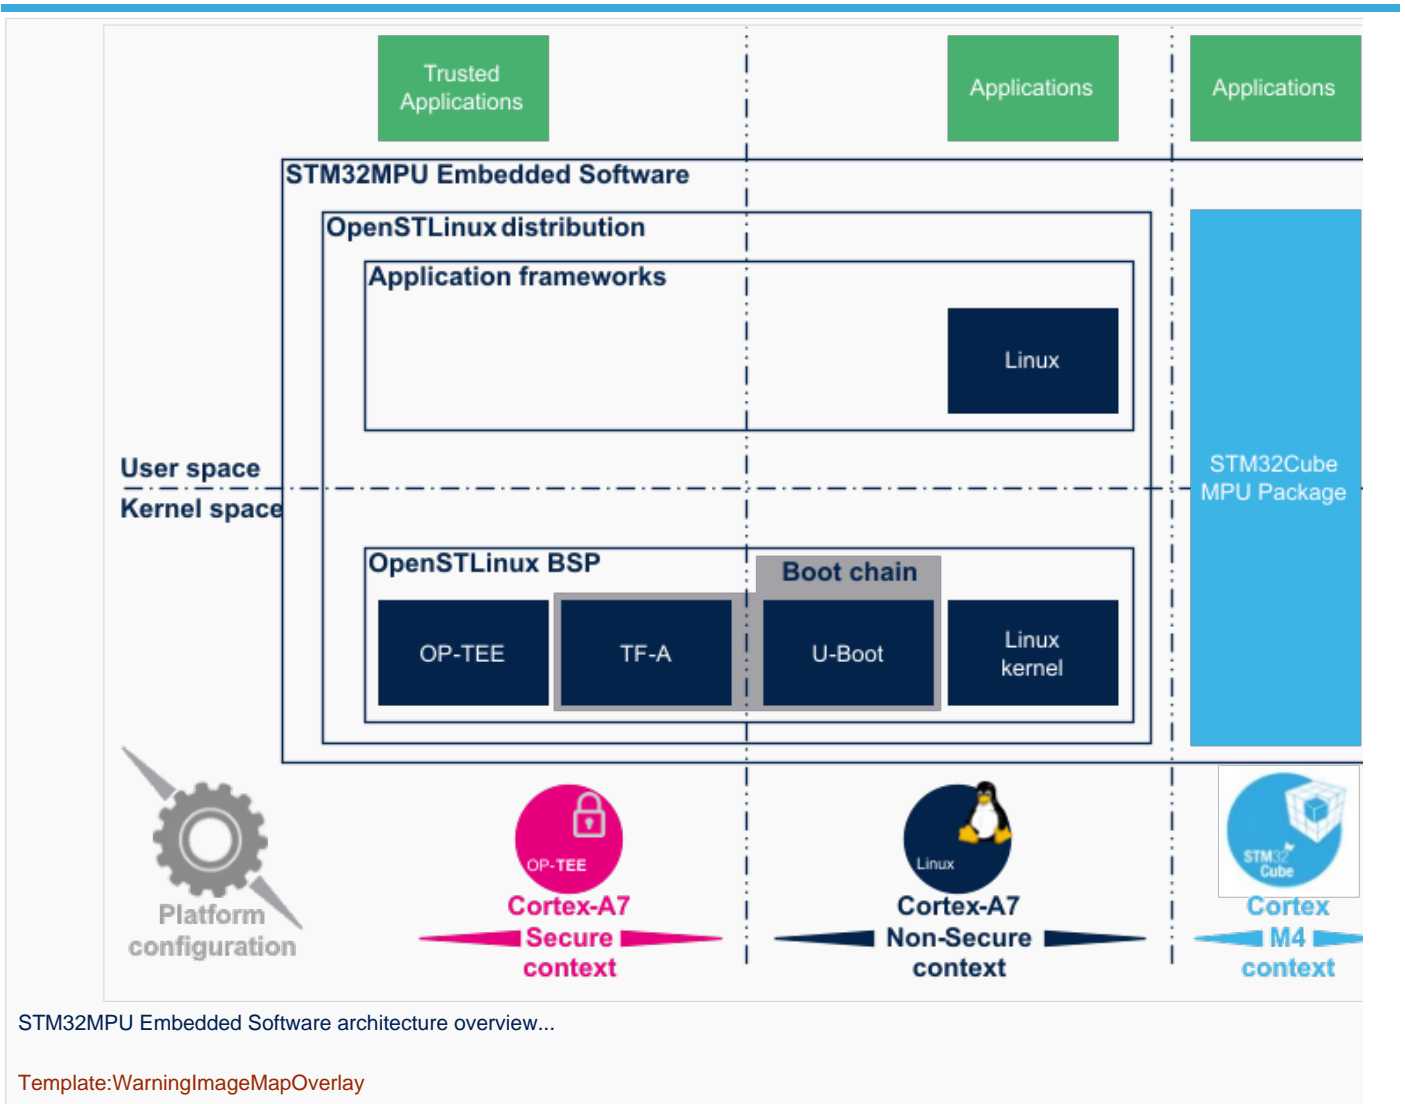 Trusted
Applications
Applications
Applications
STM32MPU Embedded Software
OpenSTLinux distribution
Application frameworks
Linux
User space
Kernel space
STM32Cube
MPU Package
OpenSTLinux BSP
Boot chain
OP-TEE
TF-A
U-Boot
Linux
kernel
Platform
configuration
OP-TEE
Cortex-A7
Secure
context
Linux
Cortex-A7
Non-Secure
context
STM32
Cube
Cortex
M4
context
STM32MPU Embedded Software architecture overview...
Template:WarningImageMapOverlay